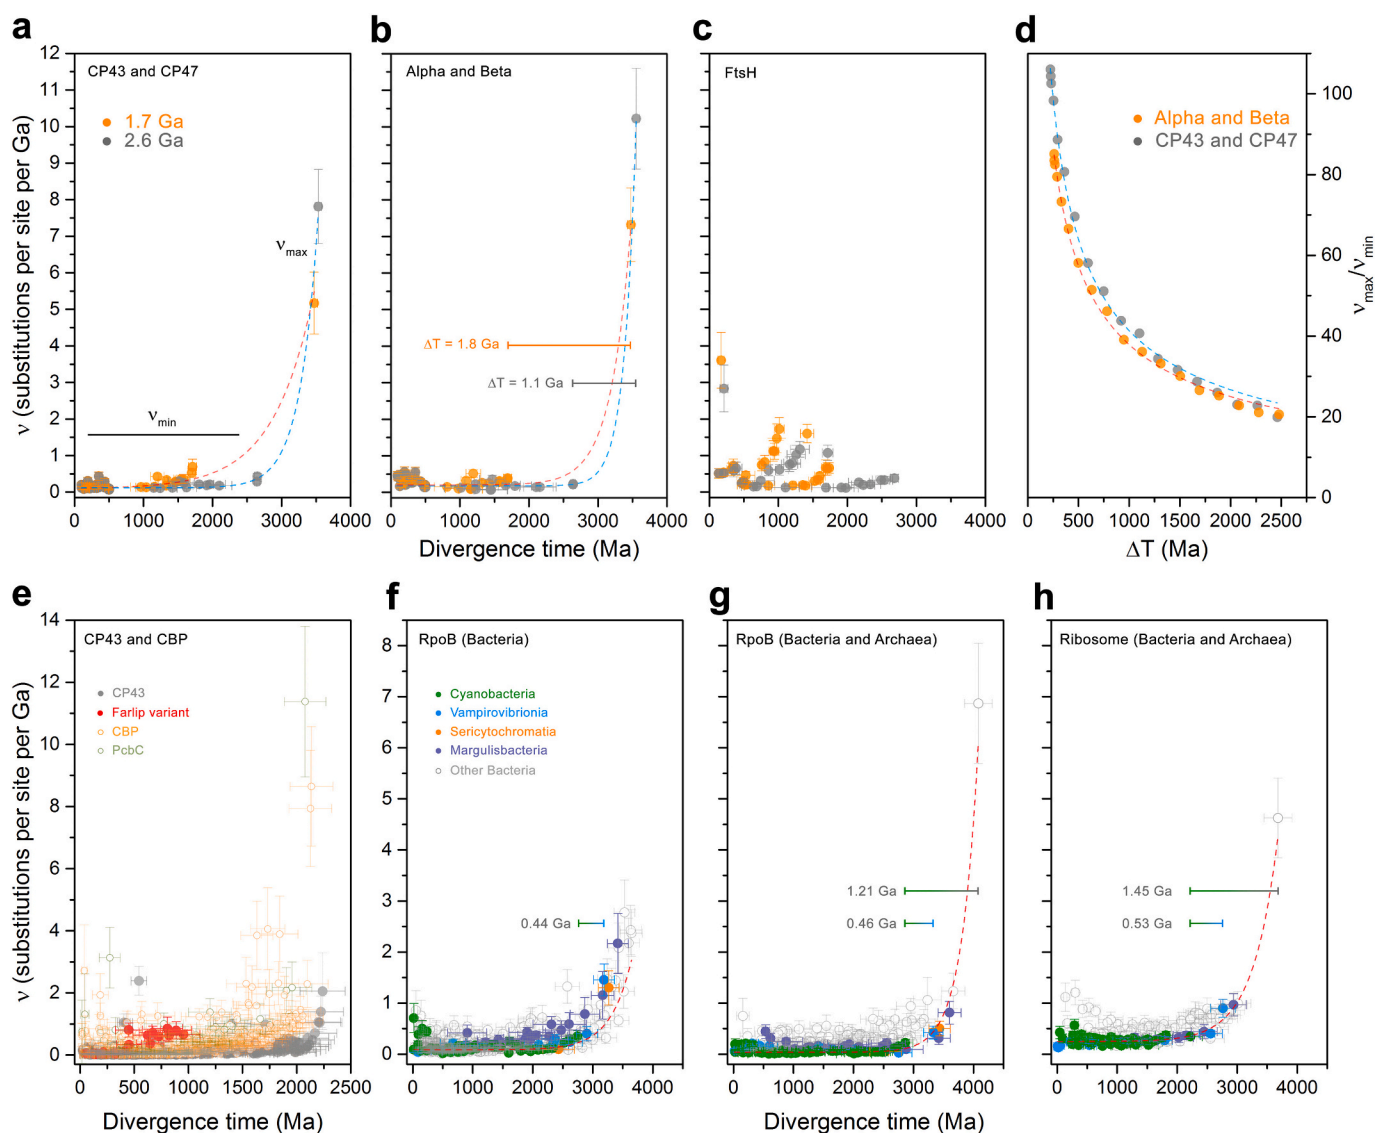 a
b
c
d
ν (substitutions per site per Ga)
12
11
10
9
8
7
6
5
4
3
2
1
0
CP43 and CP47
1.7 Ga
2.6 Ga
νmax
νmin
0 1000 2000 3000 4000
Alpha and Beta
ΔT = 1.8 Ga
ΔT = 1.1 Ga
0 1000 2000 3000 4000
Divergence time (Ma)
FtsH
0 1000 2000 3000 4000
Alpha and Beta
CP43 and CP47
100
80
60
40
20
0
νmax/νmin
500 1000 1500 2000 2500
ΔT (Ma)
e
f
g
h
ν (substitutions per site per Ga)
14
12
10
8
6
4
2
0
CP43 and CBP
CP43
Farlip variant
CBP
PcbC
0 500 1000 1500 2000 2500
Divergence time (Ma)
8
7
6
5
4
3
2
1
0
RpoB (Bacteria)
Cyanobacteria
Vampirovibrionia
Sericytochromatia
Margulisbacteria
Other Bacteria
0.44 Ga
0 1000 2000 3000 4000
RpoB (Bacteria and Archaea)
1.21 Ga
0.46 Ga
0 1000 2000 3000 4000
Divergence time (Ma)
Ribosome (Bacteria and Archaea)
1.45 Ga
0.53 Ga
0 1000 2000 3000 4000
Divergence time (Ma)